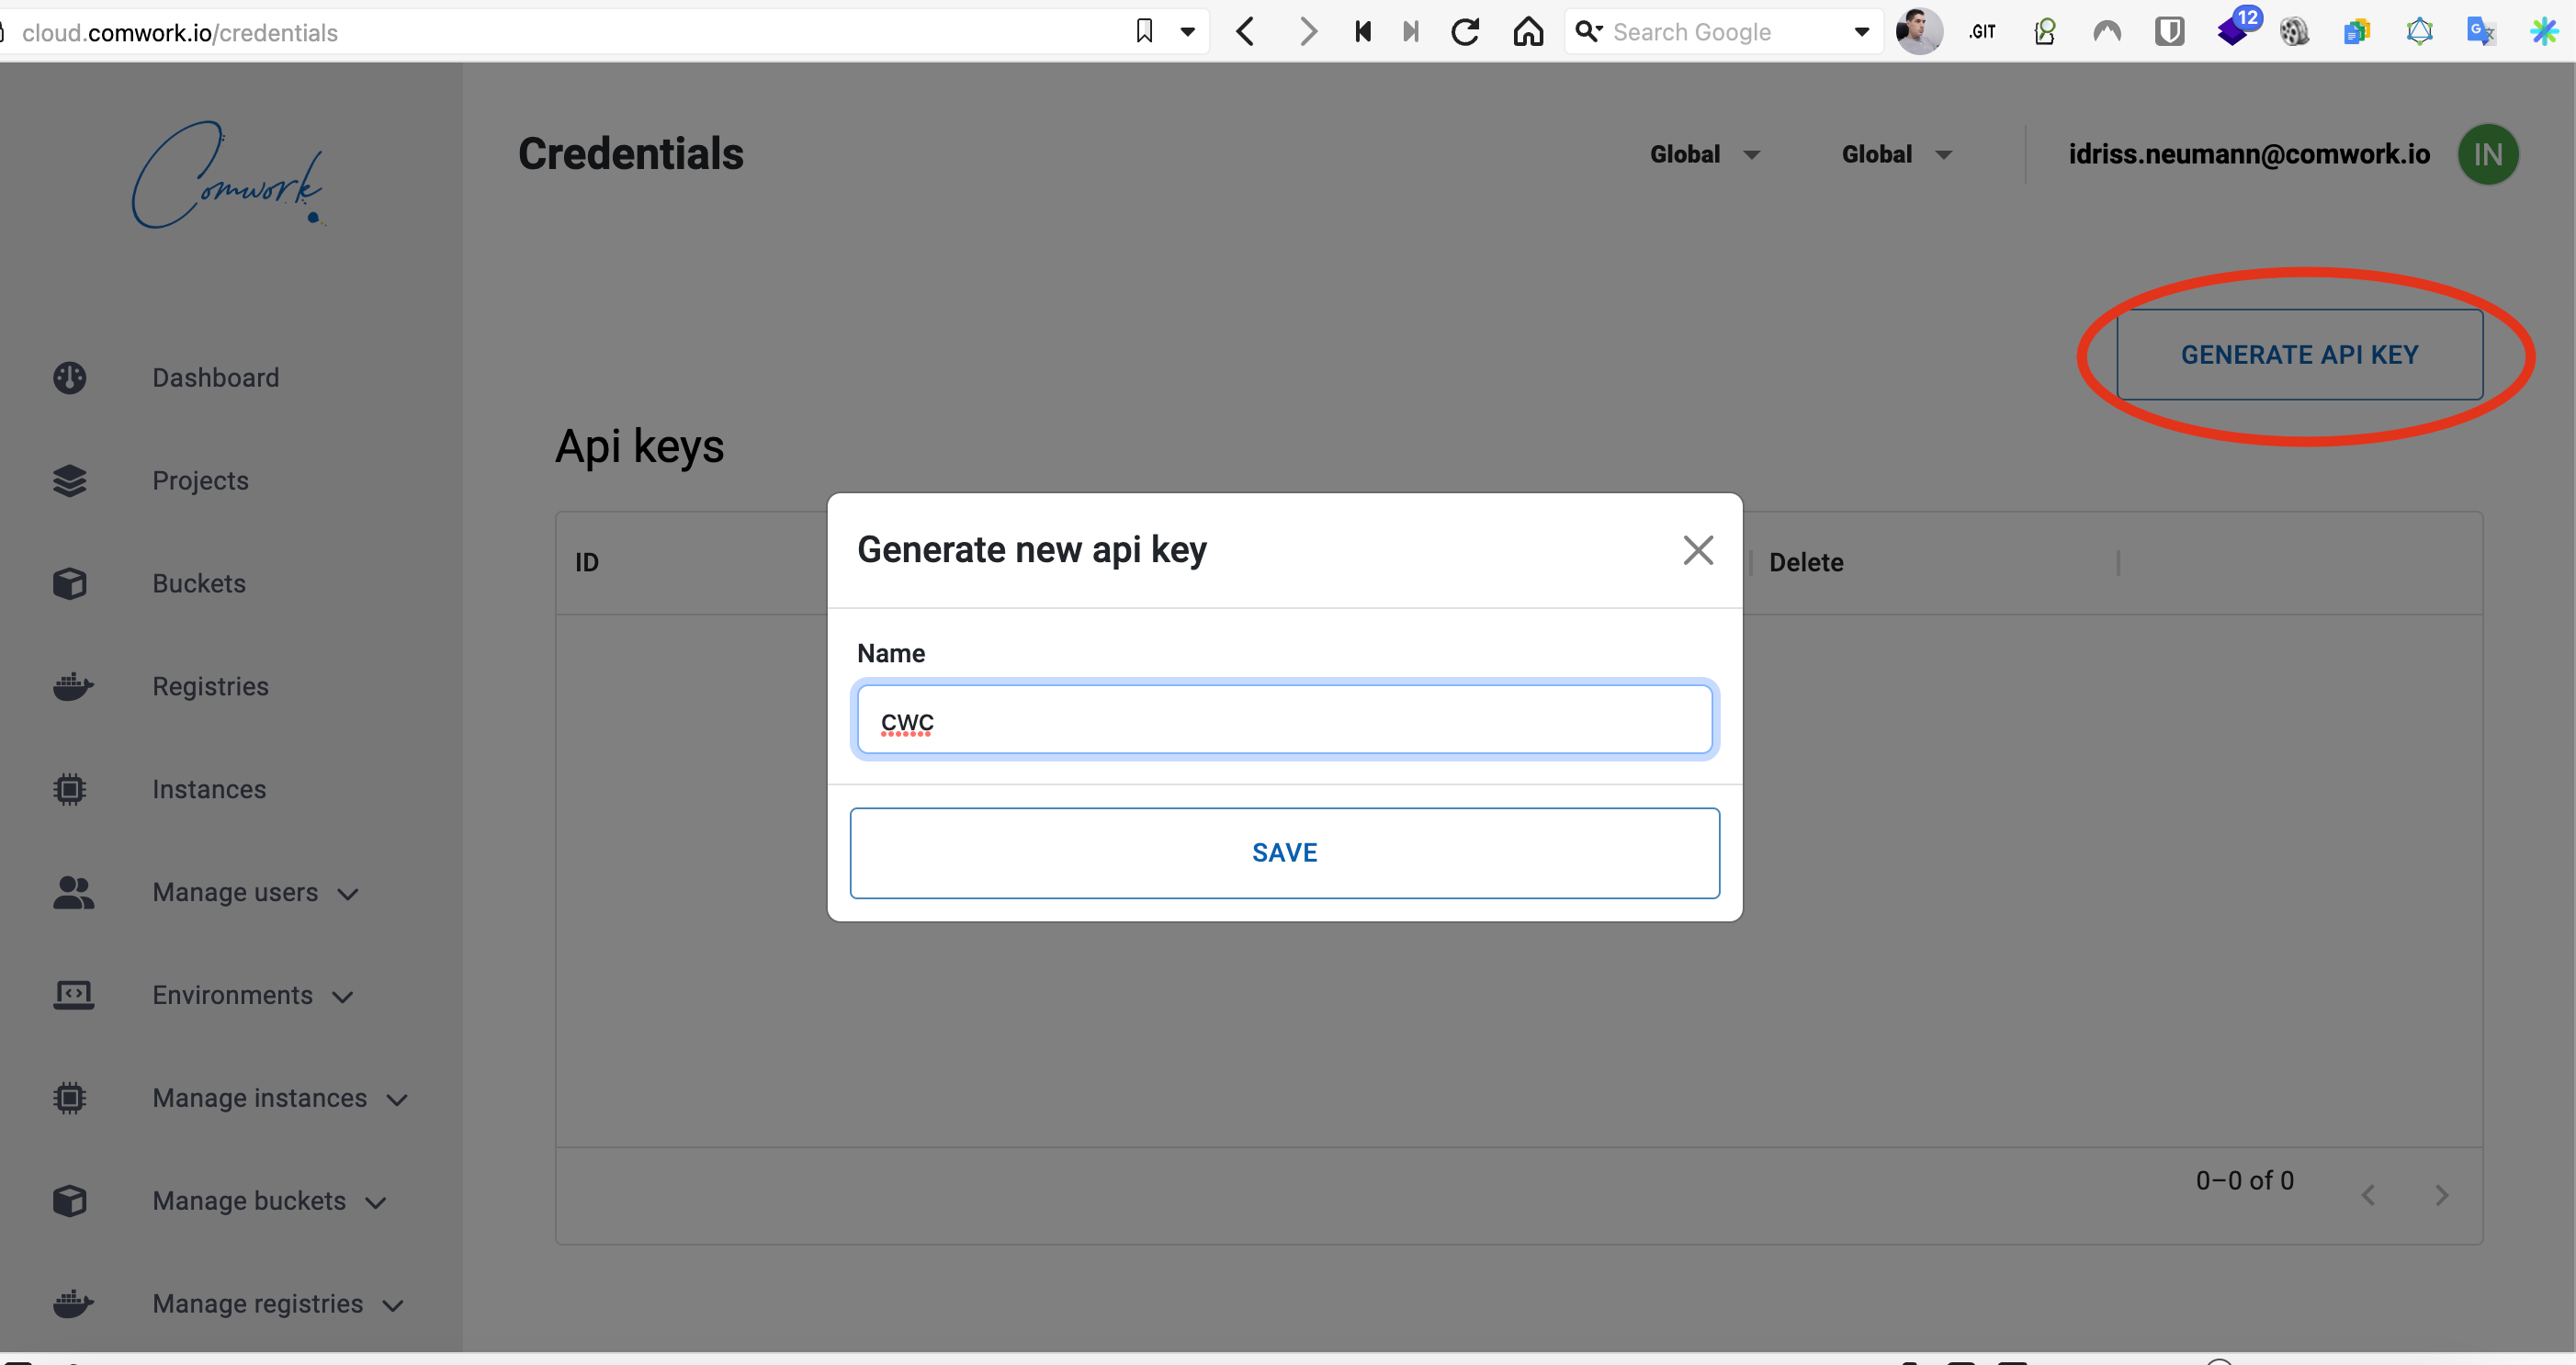 cloud.comwork.io/credentials
Search Google
.GIT
12
Comwork
Credentials
Global
Global
idriss.neumann@comwork.io
IN
GENERATE API KEY
Dashboard
Projects
Buckets
Registries
Instances
Manage users
Environments
Manage instances
Manage buckets
Manage registries
Api keys
ID
Delete
Generate new api key
Name
cwc
SAVE
0–0 of 0